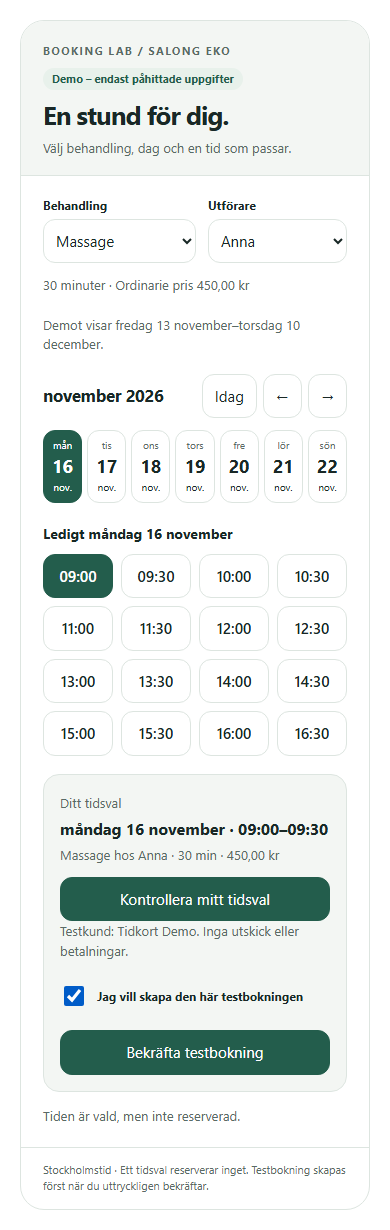 BOOKING LAB / SALONG EKO
Demo – endast påhittade uppgifter
En stund för dig.
Välj behandling, dag och en tid som passar.
Behandling Utförare
Massage Anna
30 minuter · Ordinarie pris 450,00 kr
Demot visar fredag 13 november–torsdag 10
december.
november 2026 Idag ← →
mån tis ons tors fre lör sön
16 17 18 19 20 21 22
nov. nov. nov. nov. nov. nov. nov.
Ledigt måndag 16 november
09:00 09:30 10:00 10:30
11:00 11:30 12:00 12:30
13:00 13:30 14:00 14:30
15:00 15:30 16:00 16:30
Ditt tidsval
måndag 16 november · 09:00–09:30
Massage hos Anna · 30 min · 450,00 kr
Kontrollera mitt tidsval
Testkund: Tidkort Demo. Inga utskick eller
betalningar.
Jag vill skapa den här testbokningen
Bekräfta testbokning
Tiden är vald, men inte reserverad.
Stockholmstid · Ett tidsval reserverar inget. Testbokning skapas
först när du uttryckligen bekräftar.